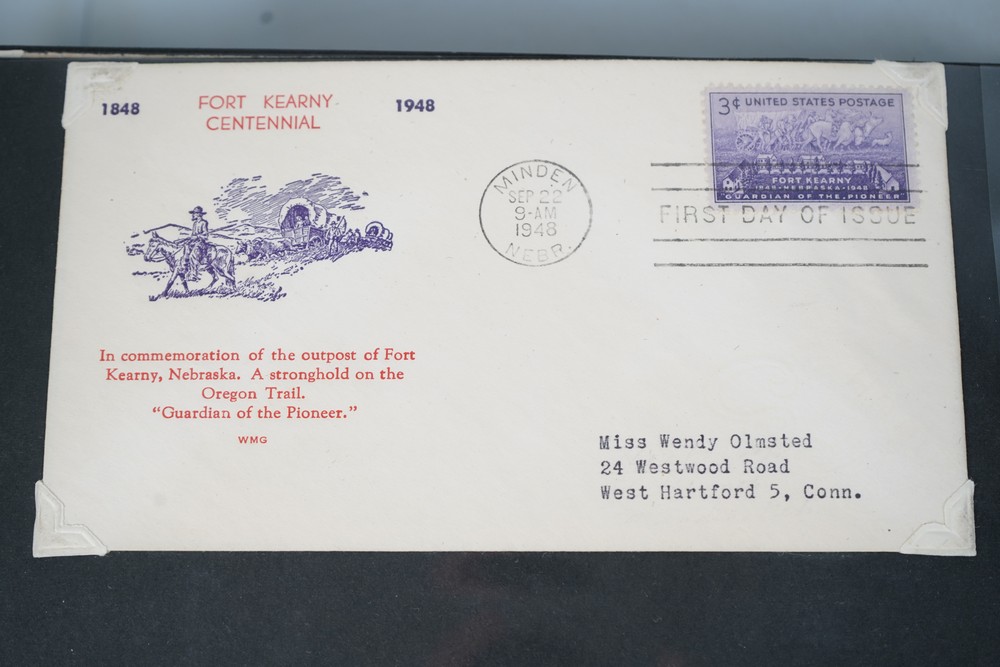 1848 FORT KEARNY 1948
CENTENNIAL
3¢ UNITED STATES POSTAGE
FORT KEARNY
1848-NEBRASKA-1948
GUARDIAN OF THE PIONEER
MINDEN
SEP 22
9-AM
1948
NEBR.
FIRST DAY OF ISSUE
In commemoration of the outpost of Fort
Kearny, Nebraska. A stronghold on the
Oregon Trail.
“Guardian of the Pioneer.”
WMG
Miss Wendy Olmsted
24 Westwood Road
West Hartford 5, Conn.